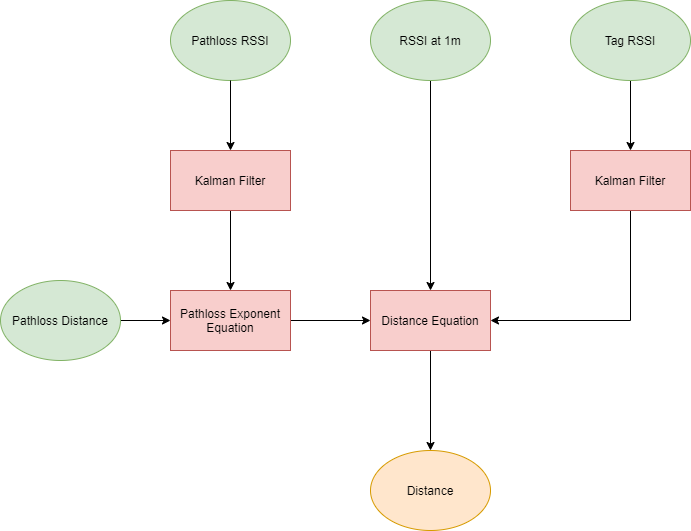 Pathloss RSSI
RSSI at 1m
Tag RSSI
Kalman Filter
Kalman Filter
Pathloss Distance
Pathloss Exponent
Equation
Distance Equation
Distance